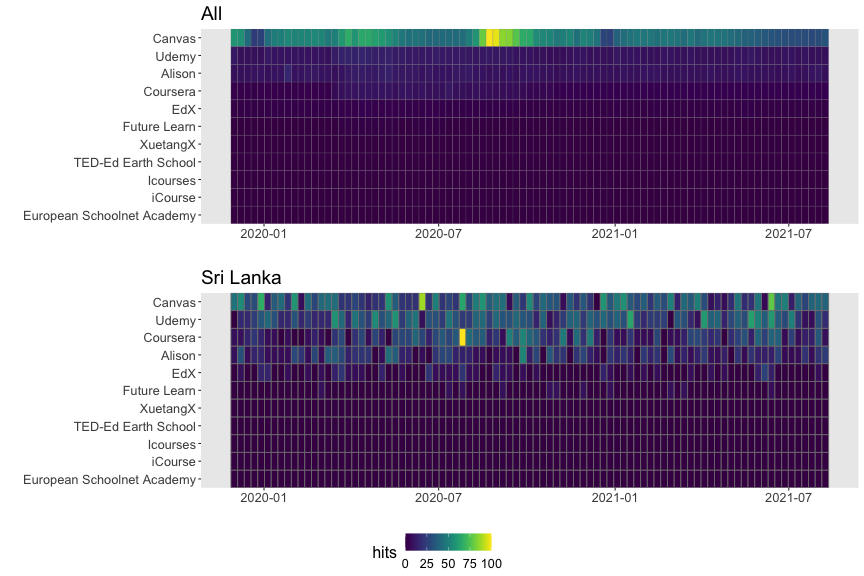 All
Canvas
Udemy
Alison
Coursera
EdX
Future Learn
XuetangX
TED-Ed Earth School
Icourses
iCourse
European Schoolnet Academy
2020-01 2020-07 2021-01 2021-07
Sri Lanka
Canvas
Udemy
Coursera
Alison
EdX
Future Learn
XuetangX
TED-Ed Earth School
Icourses
iCourse
European Schoolnet Academy
2020-01 2020-07 2021-01 2021-07
hits
0 25 50 75 100